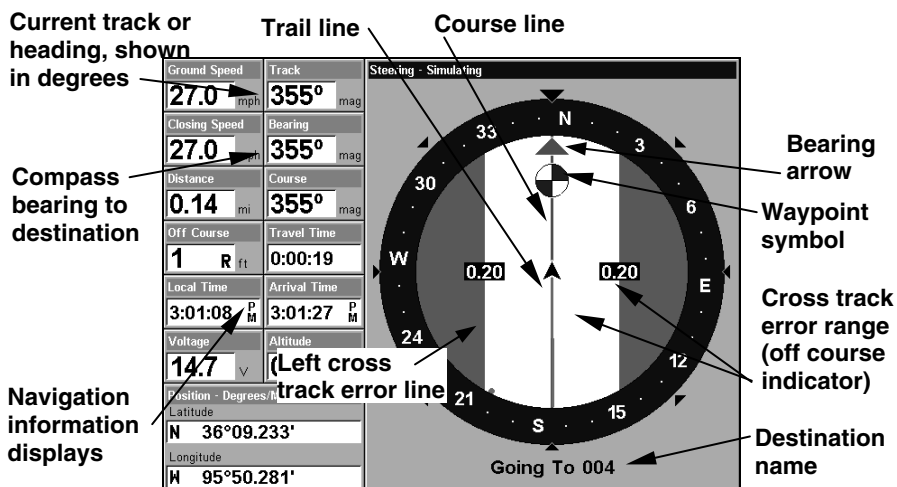 Current track or
heading, shown
in degrees
Trail line
Course line
Ground Speed
27.0 mph
Track
355° mag
Steering - Simulating
Closing Speed
27.0 mph
Bearing
355° mag
Compass
bearing to
destination
Distance
0.14 mi
Course
355° mag
Off Course
1 R ft
Travel Time
0:00:19
Local Time
3:01:08 PM
Arrival Time
3:01:27 PM
Voltage
14.7 V
Altitude
Left cross
track error line
Navigation
information
displays
Position - Degrees/M
Latitude
N 36°09.233'
Longitude
W 95°50.281'
N
3
6
E
12
15
S
21
24
W
30
33
0.20
0.20
Going To 004
Bearing
arrow
Waypoint
symbol
Cross track
error range
(off course
indicator)
Destination
name